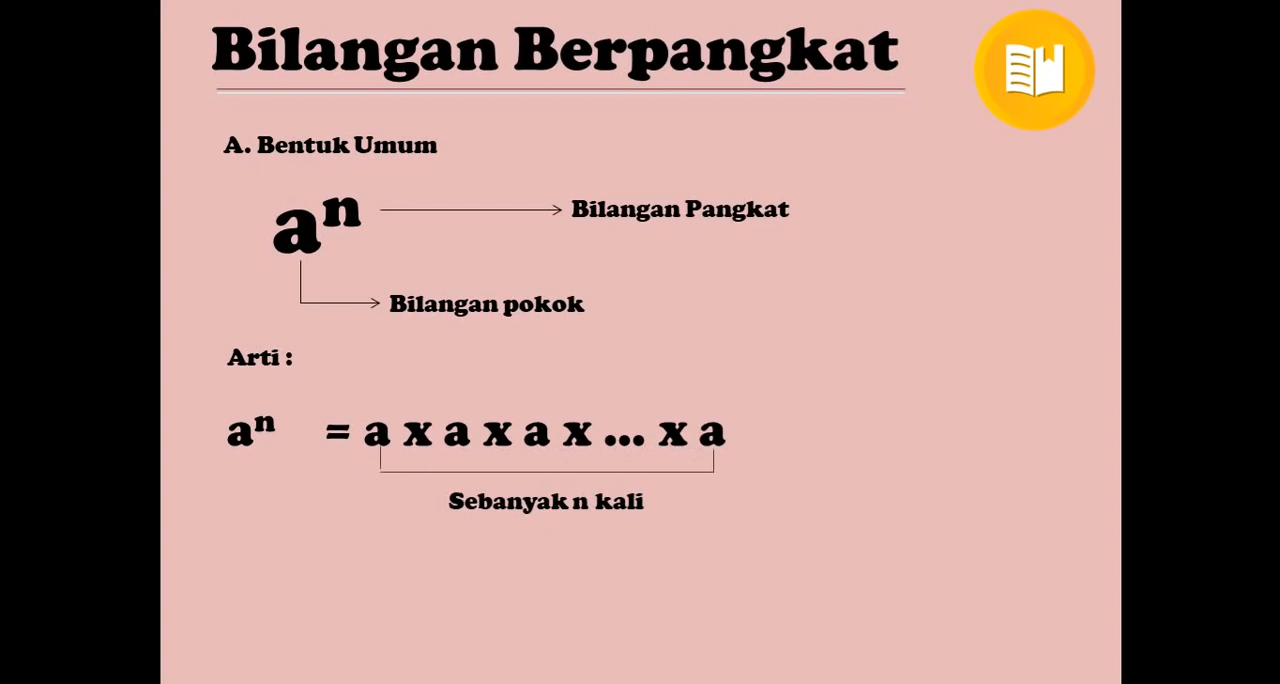 Bilangan Berpangkat
A. Bentuk Umum
aⁿ
Bilangan Pangkat
Bilangan pokok
Arti :
aⁿ = a x a x a x ... x a
Sebanyak n kali